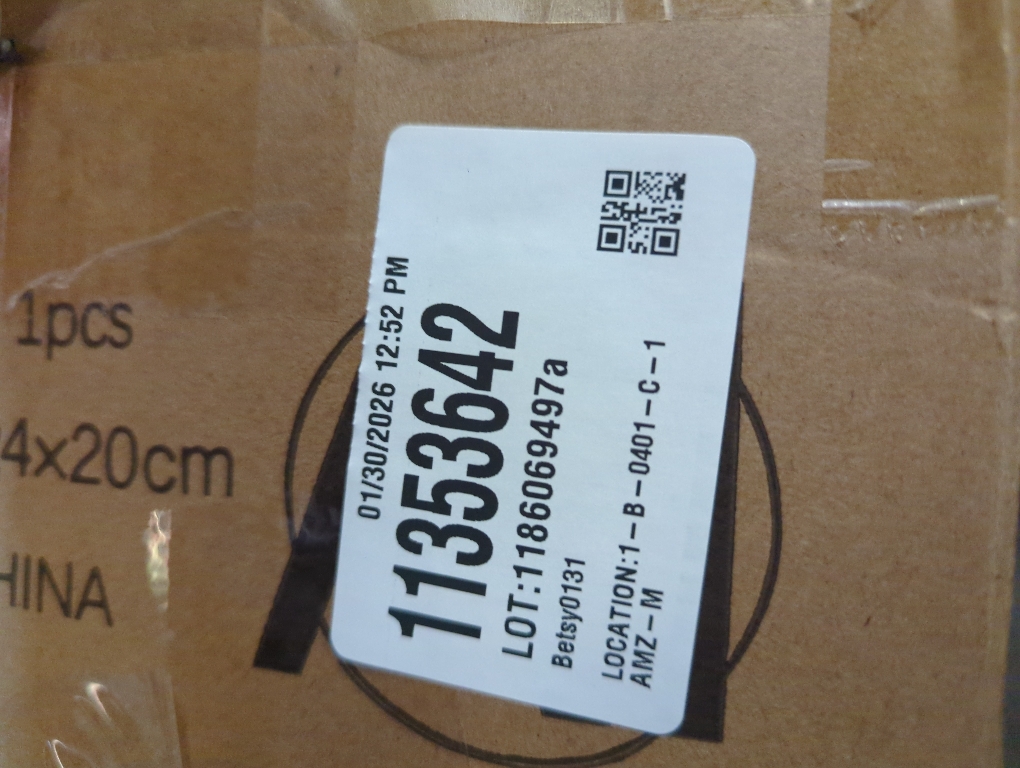 1pcs
4x20cm
HINA
01/30/2026 12:52 PM
11353642
LOT:1186069497a
Betsy0131
LOCATION:1-B-0401-C-1
AMZ-M